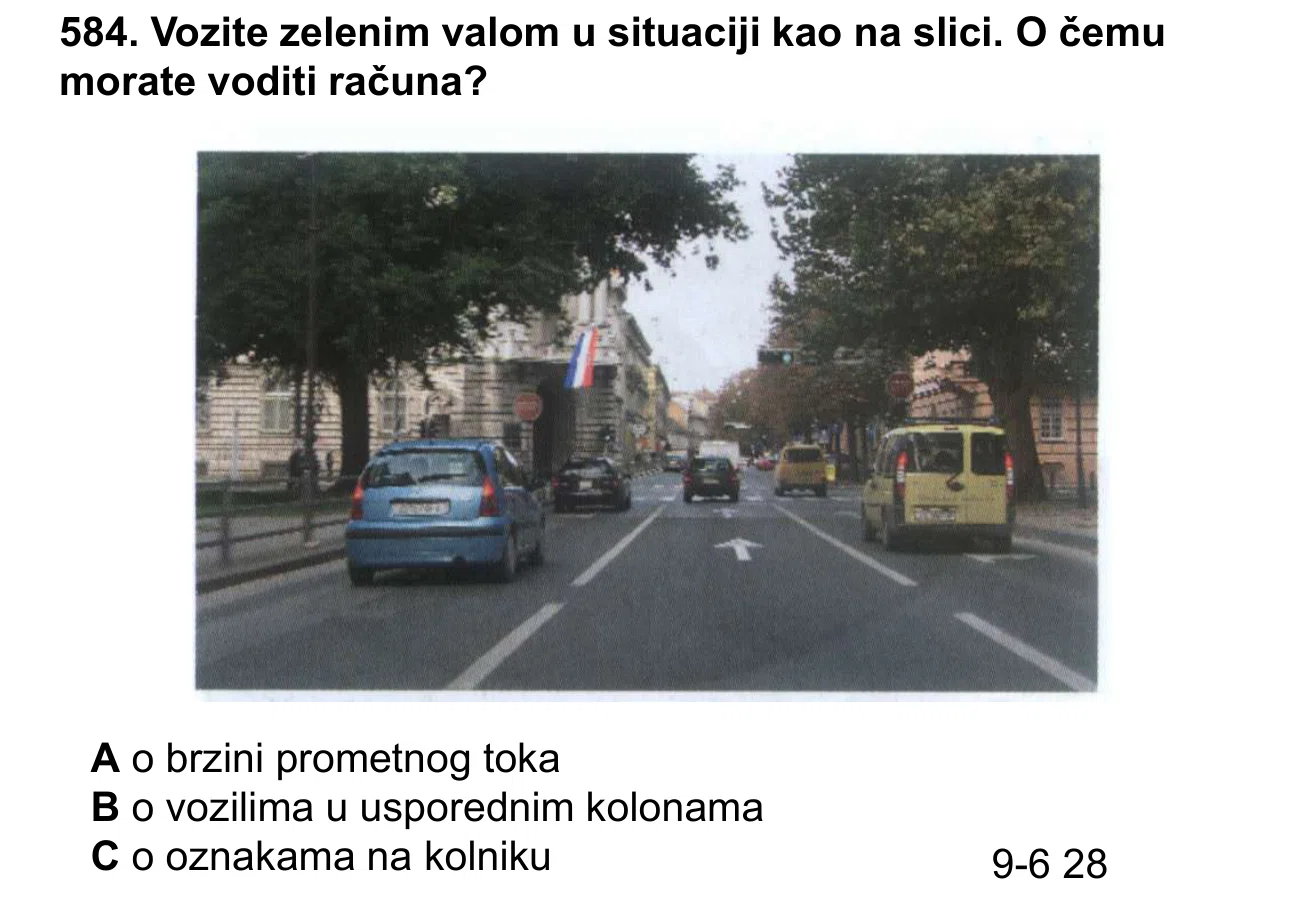 584. Vozite zelenim valom u situaciji kao na slici. O čemu
morate voditi računa?
A o brzini prometnog toka
B o vozilima u usporednim kolonama
C o oznakama na kolniku
9-6 28